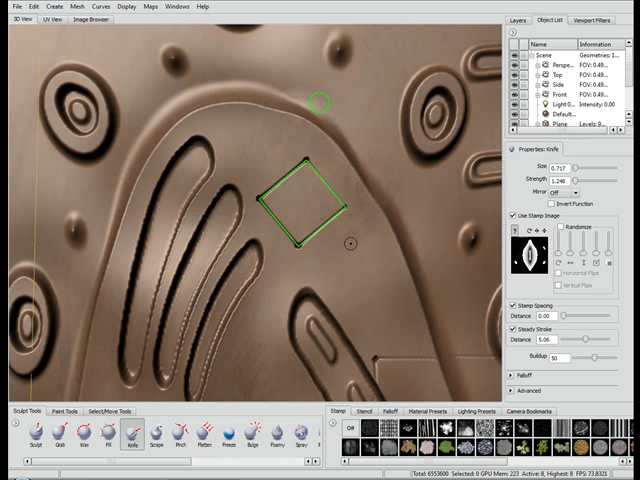 File Edit Create Mesh Curves Display Maps Windows Help
3D View UV View Image Browser
Layers Object List Viewport Filters
Name Information
Scene Geometries: 1...
Perspe... FOV: 0.49...
Top FOV: 0.49...
Side FOV: 0.49...
Front FOV: 0.49...
Light 0... Intensity: 0.00
Default...
Plane Levels: 9...
Properties: Knife
Size 0.717
Strength 1.248
Mirror Off
Invert Function
Use Stamp Image
Randomize
Horizontal Flips
Vertical Flips
Stamp Spacing
Distance 0.00
Steady Stroke
Distance 5.06
Buildup 50
Falloff
Advanced
Sculpt Tools Paint Tools Select/Move Tools
Sculpt Grab Wax Fill Knife Scrape Pinch Flatten Freeze Bulge Foamy Spray
Stamp Stencil Falloff Material Presets Lighting Presets Camera Bookmarks
Off
Total: 6553600 Selected: 0 GPU Mem: 223 Active: 8, Highest: 8 FPS: 73.8321